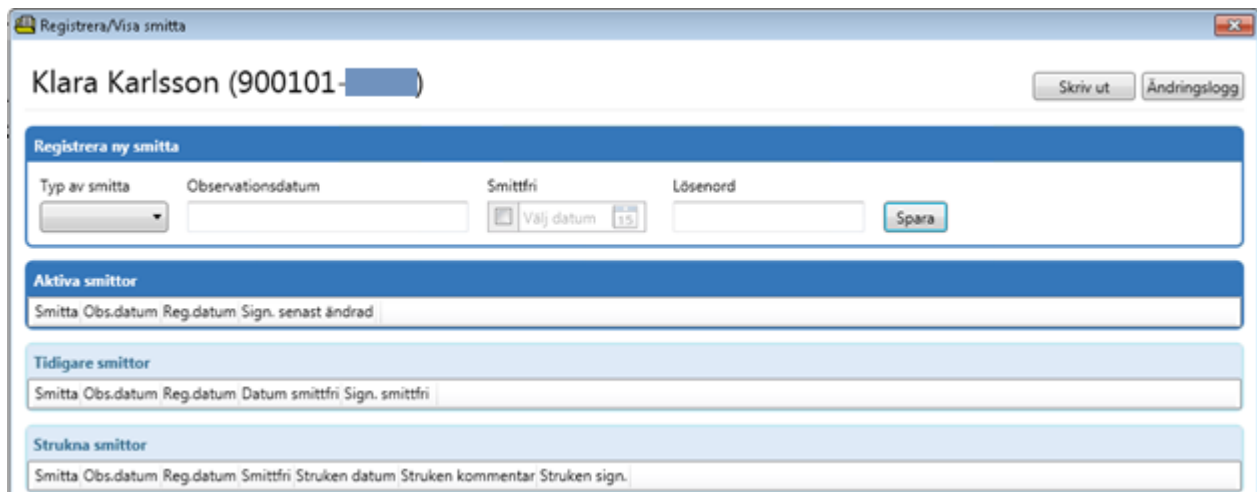 Registrera/Visa smitta
Klara Karlsson (900101- )
Skriv ut Ändringslogg
Registrera ny smitta
Typ av smitta Observationsdatum Smittfri Lösenord
Välj datum 15 Spara
Aktiva smittor
Smitta Obs.datum Reg.datum Sign. senast ändrad
Tidigare smittor
Smitta Obs.datum Reg.datum Datum smittfri Sign. smittfri
Strukna smittor
Smitta Obs.datum Reg.datum Smittfri Struken datum Struken kommentar Struken sign.